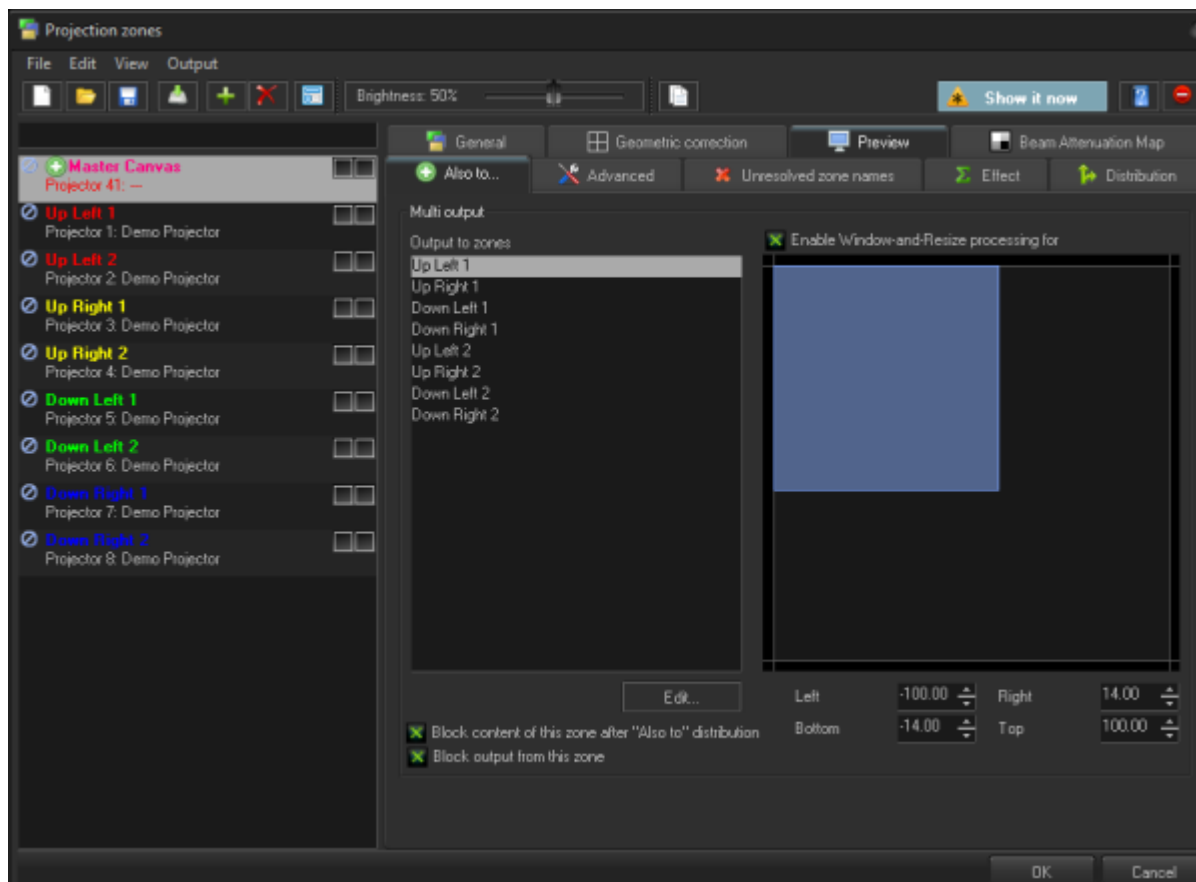 Projection zones
File Edit View Output
Brightness: 50%
Show it now
General Geometric correction Preview Beam Attenuation Map
Also to... Advanced Unresolved zone names Effect Distribution
Master Canvas
Projector 41: ---
Up Left 1
Projector 1: Demo Projector
Up Left 2
Projector 2: Demo Projector
Up Right 1
Projector 3: Demo Projector
Up Right 2
Projector 4: Demo Projector
Down Left 1
Projector 5: Demo Projector
Down Left 2
Projector 6: Demo Projector
Down Right 1
Projector 7: Demo Projector
Down Right 2
Projector 8: Demo Projector
Multi output
Output to zones
Up Left 1
Up Right 1
Down Left 1
Down Right 1
Up Left 2
Up Right 2
Down Left 2
Down Right 2
Edit...
Block content of this zone after "Also to" distribution
Block output from this zone
Enable Window-and-Resize processing for
Left -100.00 Right 14.00
Bottom -14.00 Top 100.00
OK Cancel